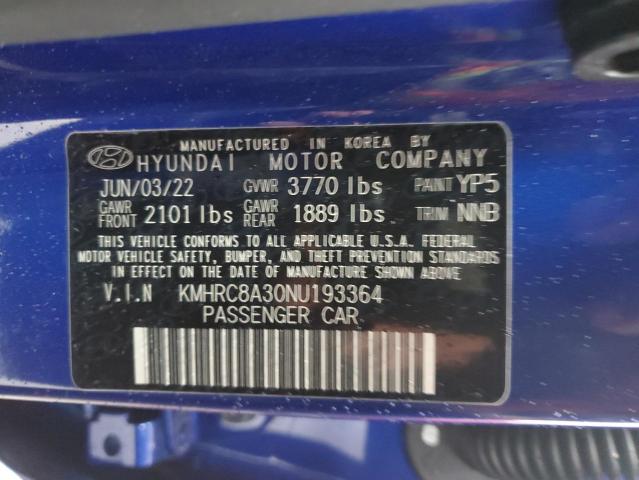 MANUFACTURED IN KOREA BY
HYUNDAI MOTOR COMPANY
JUN/03/22 GVWR 3770 lbs PAINT YP5
GAWR FRONT 2101 lbs GAWR REAR 1889 lbs TRIM NNB
THIS VEHICLE CONFORMS TO ALL APPLICABLE U.S.A. FEDERAL
MOTOR VEHICLE SAFETY, BUMPER, AND THEFT PREVENTION STANDARDS
IN EFFECT ON THE DATE OF MANUFACTURE SHOWN ABOVE.
V.I.N KMHRC8A30NU193364
PASSENGER CAR